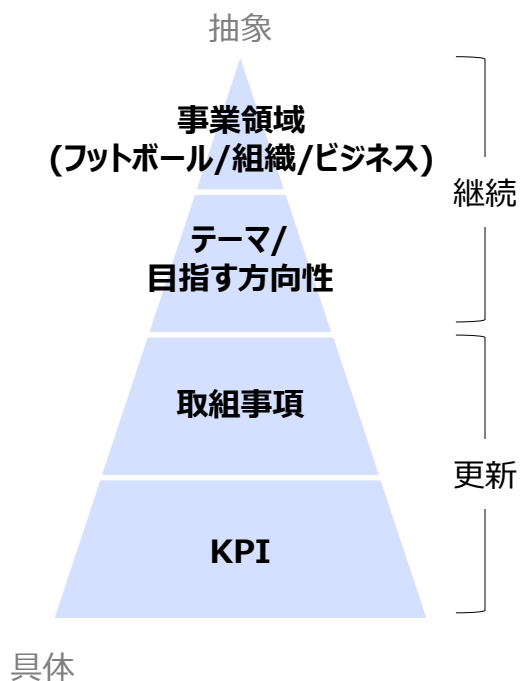 抽象
事業領域
(フットボール/組織/ビジネス)
継続
テーマ/
目指す方向性
取組事項
更新
KPI
具体